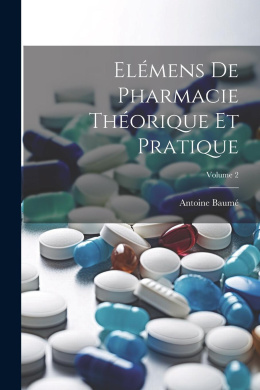 Elémens De
Pharmacie
Théorique Et
Pratique
Volume 2
Antoine Baumé